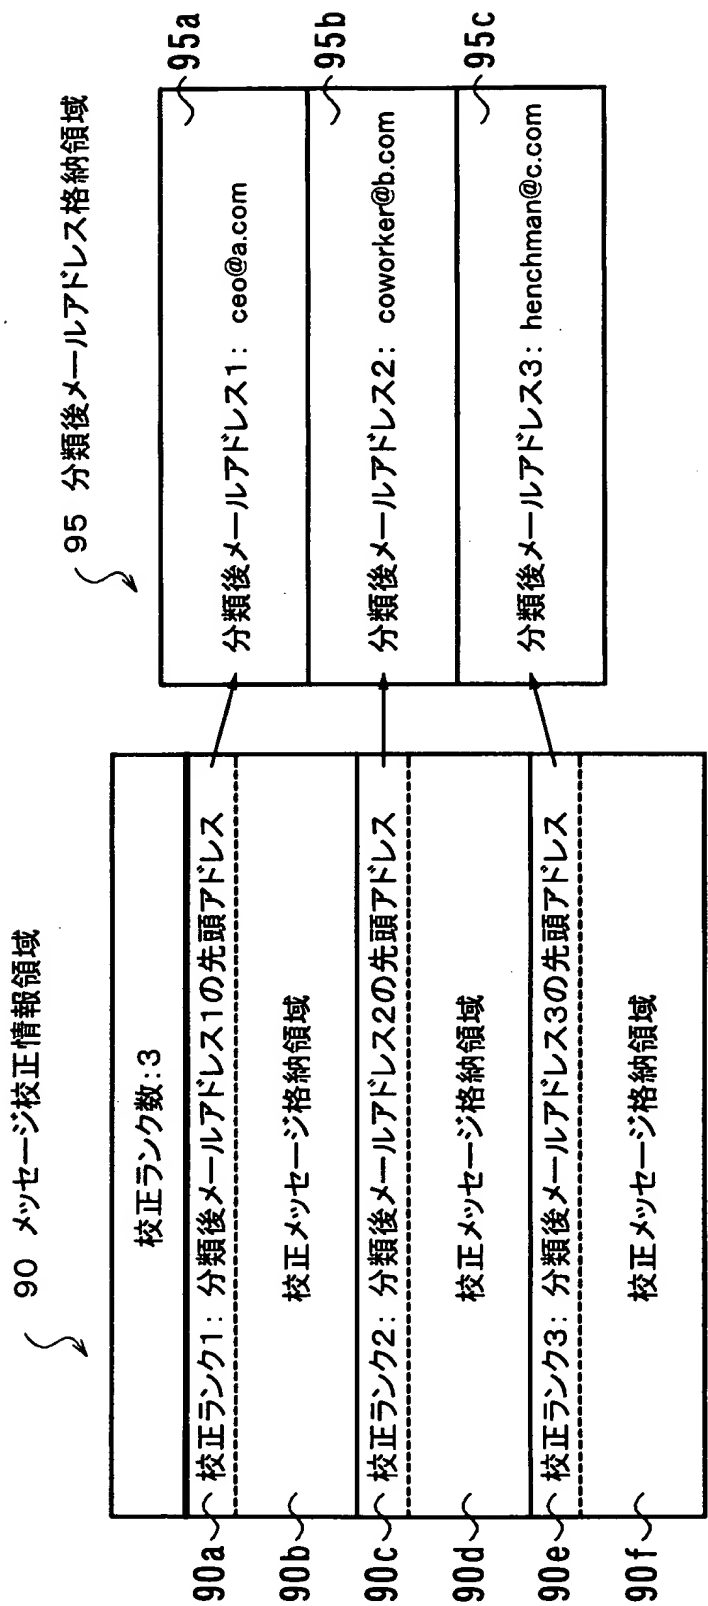 90 メッセージ校正情報領域
校正ランク数:3
90a
校正ランク1: 分類後メールアドレス1の先頭アドレス
90b
校正メッセージ格納領域
90c
校正ランク2: 分類後メールアドレス2の先頭アドレス
90d
校正メッセージ格納領域
90e
校正ランク3: 分類後メールアドレス3の先頭アドレス
90f
校正メッセージ格納領域
95 分類後メールアドレス格納領域
分類後メールアドレス1: ceo@a.com
95a
分類後メールアドレス2: coworker@b.com
95b
分類後メールアドレス3: henchman@c.com
95c